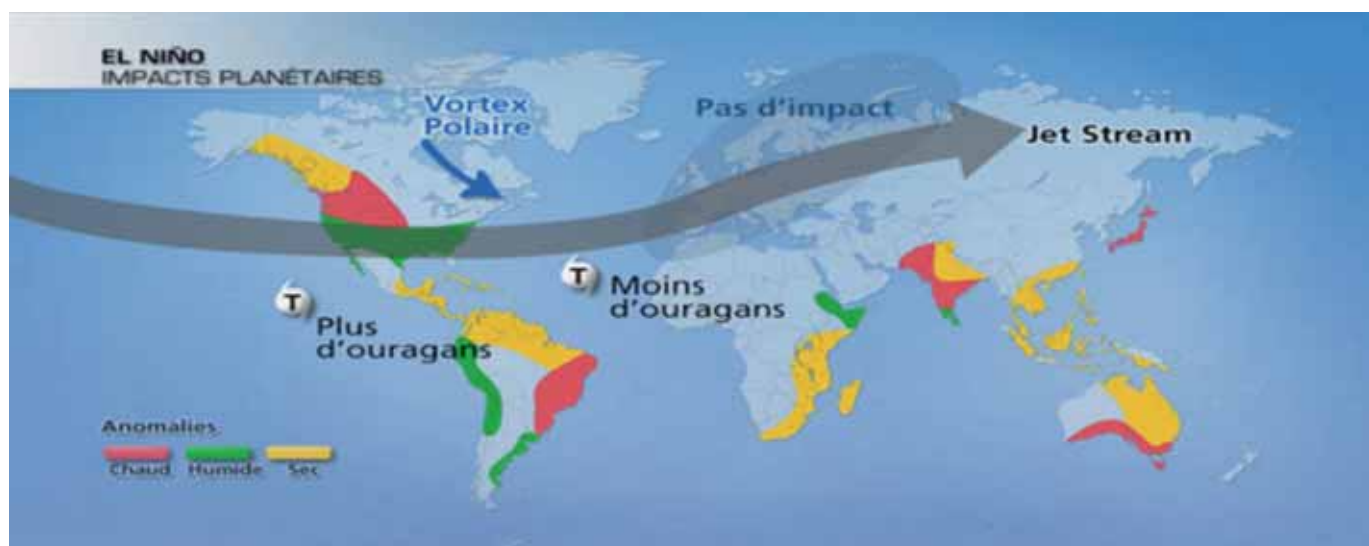 EL NIÑO
IMPACTS PLANÉTAIRES
Vortex
Polaire
Pas d'impact
Jet Stream
T
Moins
d'ouragans
T
Plus
d'ouragans
Anomalies
Chaud Humide Sec